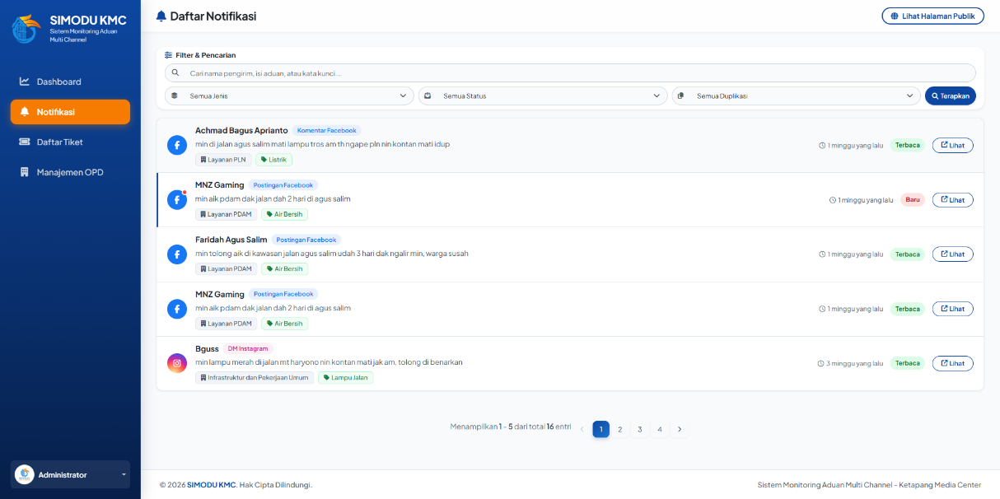 SIMODU KMC
Sistem Monitoring Aduan
Multi Channel
Dashboard
Notifikasi
Daftar Tiket
Manajemen OPD
Administrator
Daftar Notifikasi
Lihat Halaman Publik
Filter & Pencarian
Cari nama pengirim, isi aduan, atau kata kunci...
Semua Jenis
Semua Status
Semua Duplikasi
Terapkan
Achmad Bagus Aprianto Komentar Facebook
min di jalan agus salim mati lampu tros am th ngape pln nin kontan mati idup
Layanan PLN Listrik
1 minggu yang lalu Terbaca Lihat
MNZ Gaming Postingan Facebook
min aik pdam dak jalan dah 2 hari di agus salim
Layanan PDAM Air Bersih
1 minggu yang lalu Baru Lihat
Faridah Agus Salim Postingan Facebook
min tolong aik di kawasan jalan agus salim udah 3 hari dak ngalir min, warga susah
Layanan PDAM Air Bersih
1 minggu yang lalu Terbaca Lihat
MNZ Gaming Postingan Facebook
min aik pdam dak jalan dah 2 hari di agus salim
Layanan PDAM Air Bersih
1 minggu yang lalu Terbaca Lihat
Bguss DM Instagram
min lampu merah di jalan mt haryono nin kontan mati jak am, tolong di benarkan
Infrastruktur dan Pekerjaan Umum Lampu Jalan
3 minggu yang lalu Terbaca Lihat
Menampilkan 1 - 5 dari total 16 entri ‹ 1 2 3 4 ›
© 2026 SIMODU KMC. Hak Cipta Dilindungi.
Sistem Monitoring Aduan Multi Channel - Ketapang Media Center